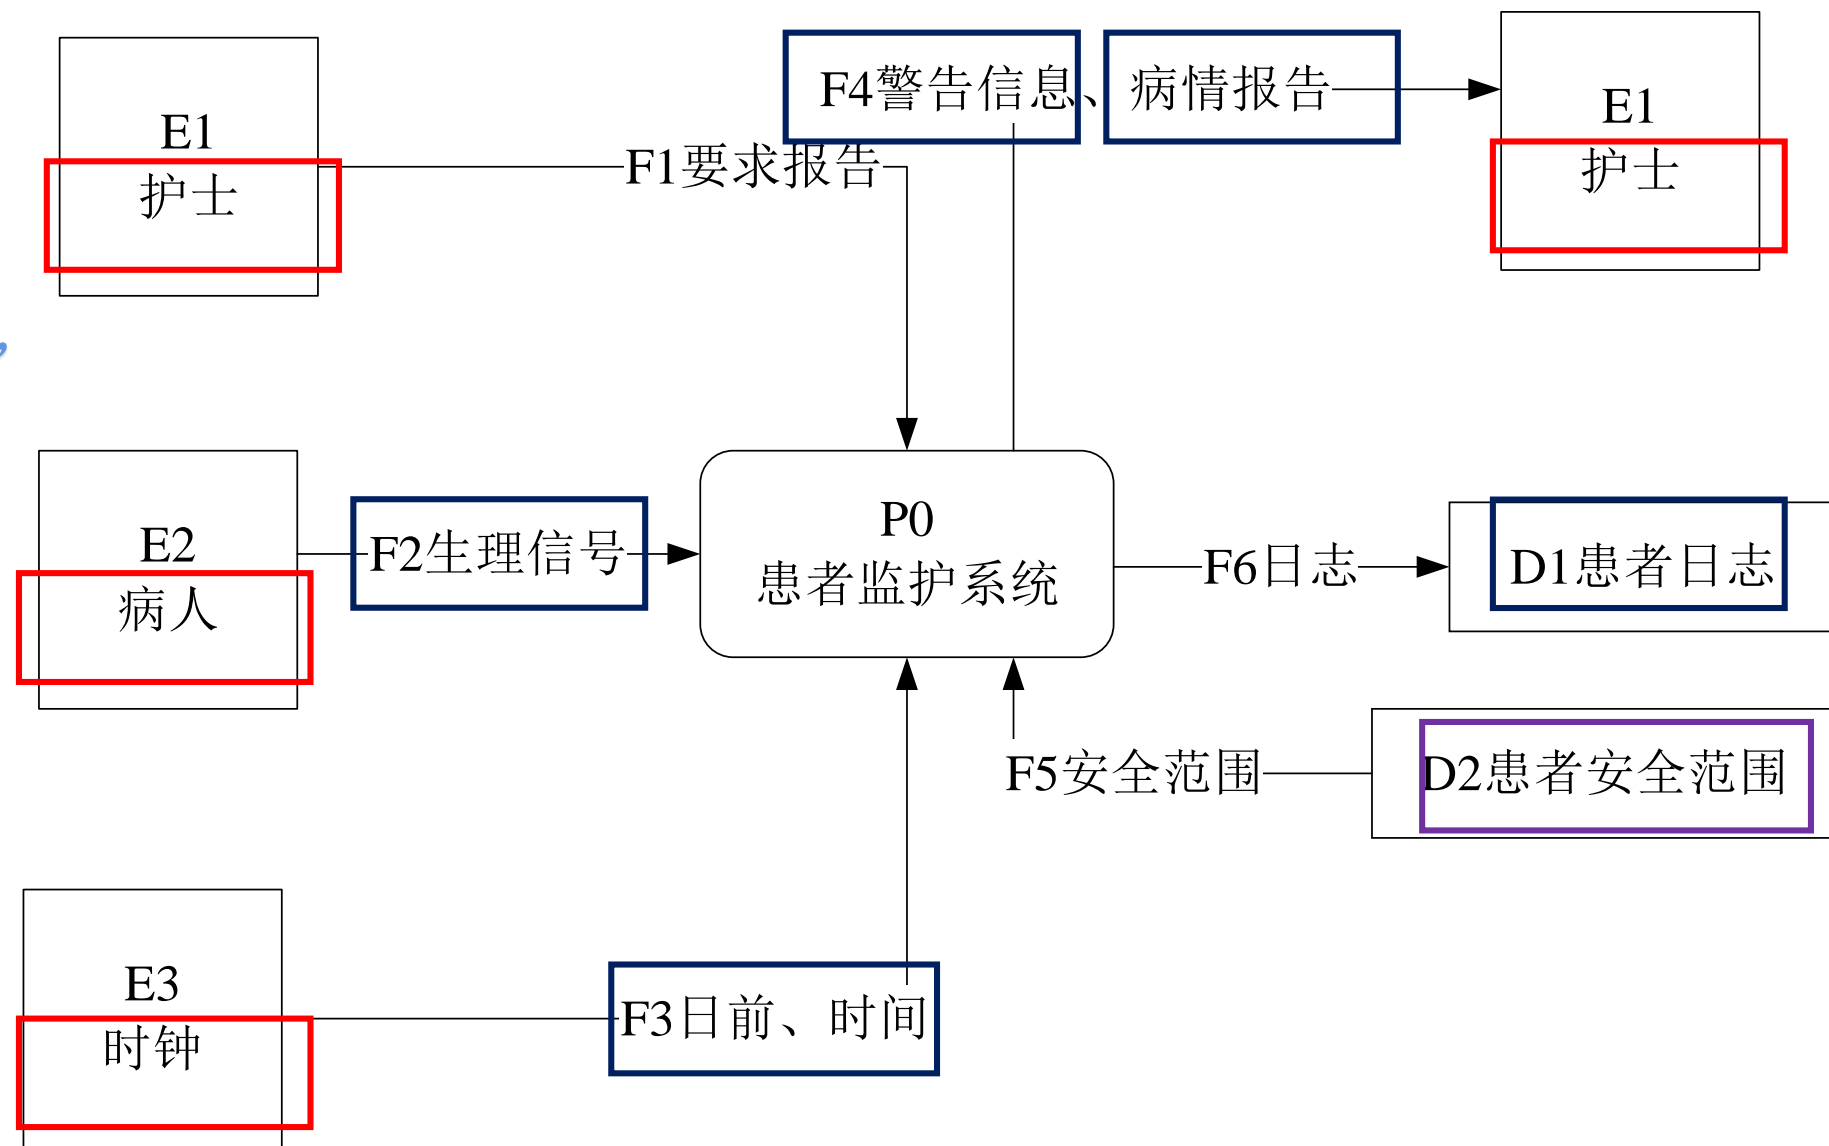 F4警告信息、病情报告
E1
护士
F1要求报告
E1
护士
E2
病人
F2生理信号
P0
患者监护系统
F6日志
D1患者日志
F5安全范围
D2患者安全范围
E3
时钟
F3日前、时间